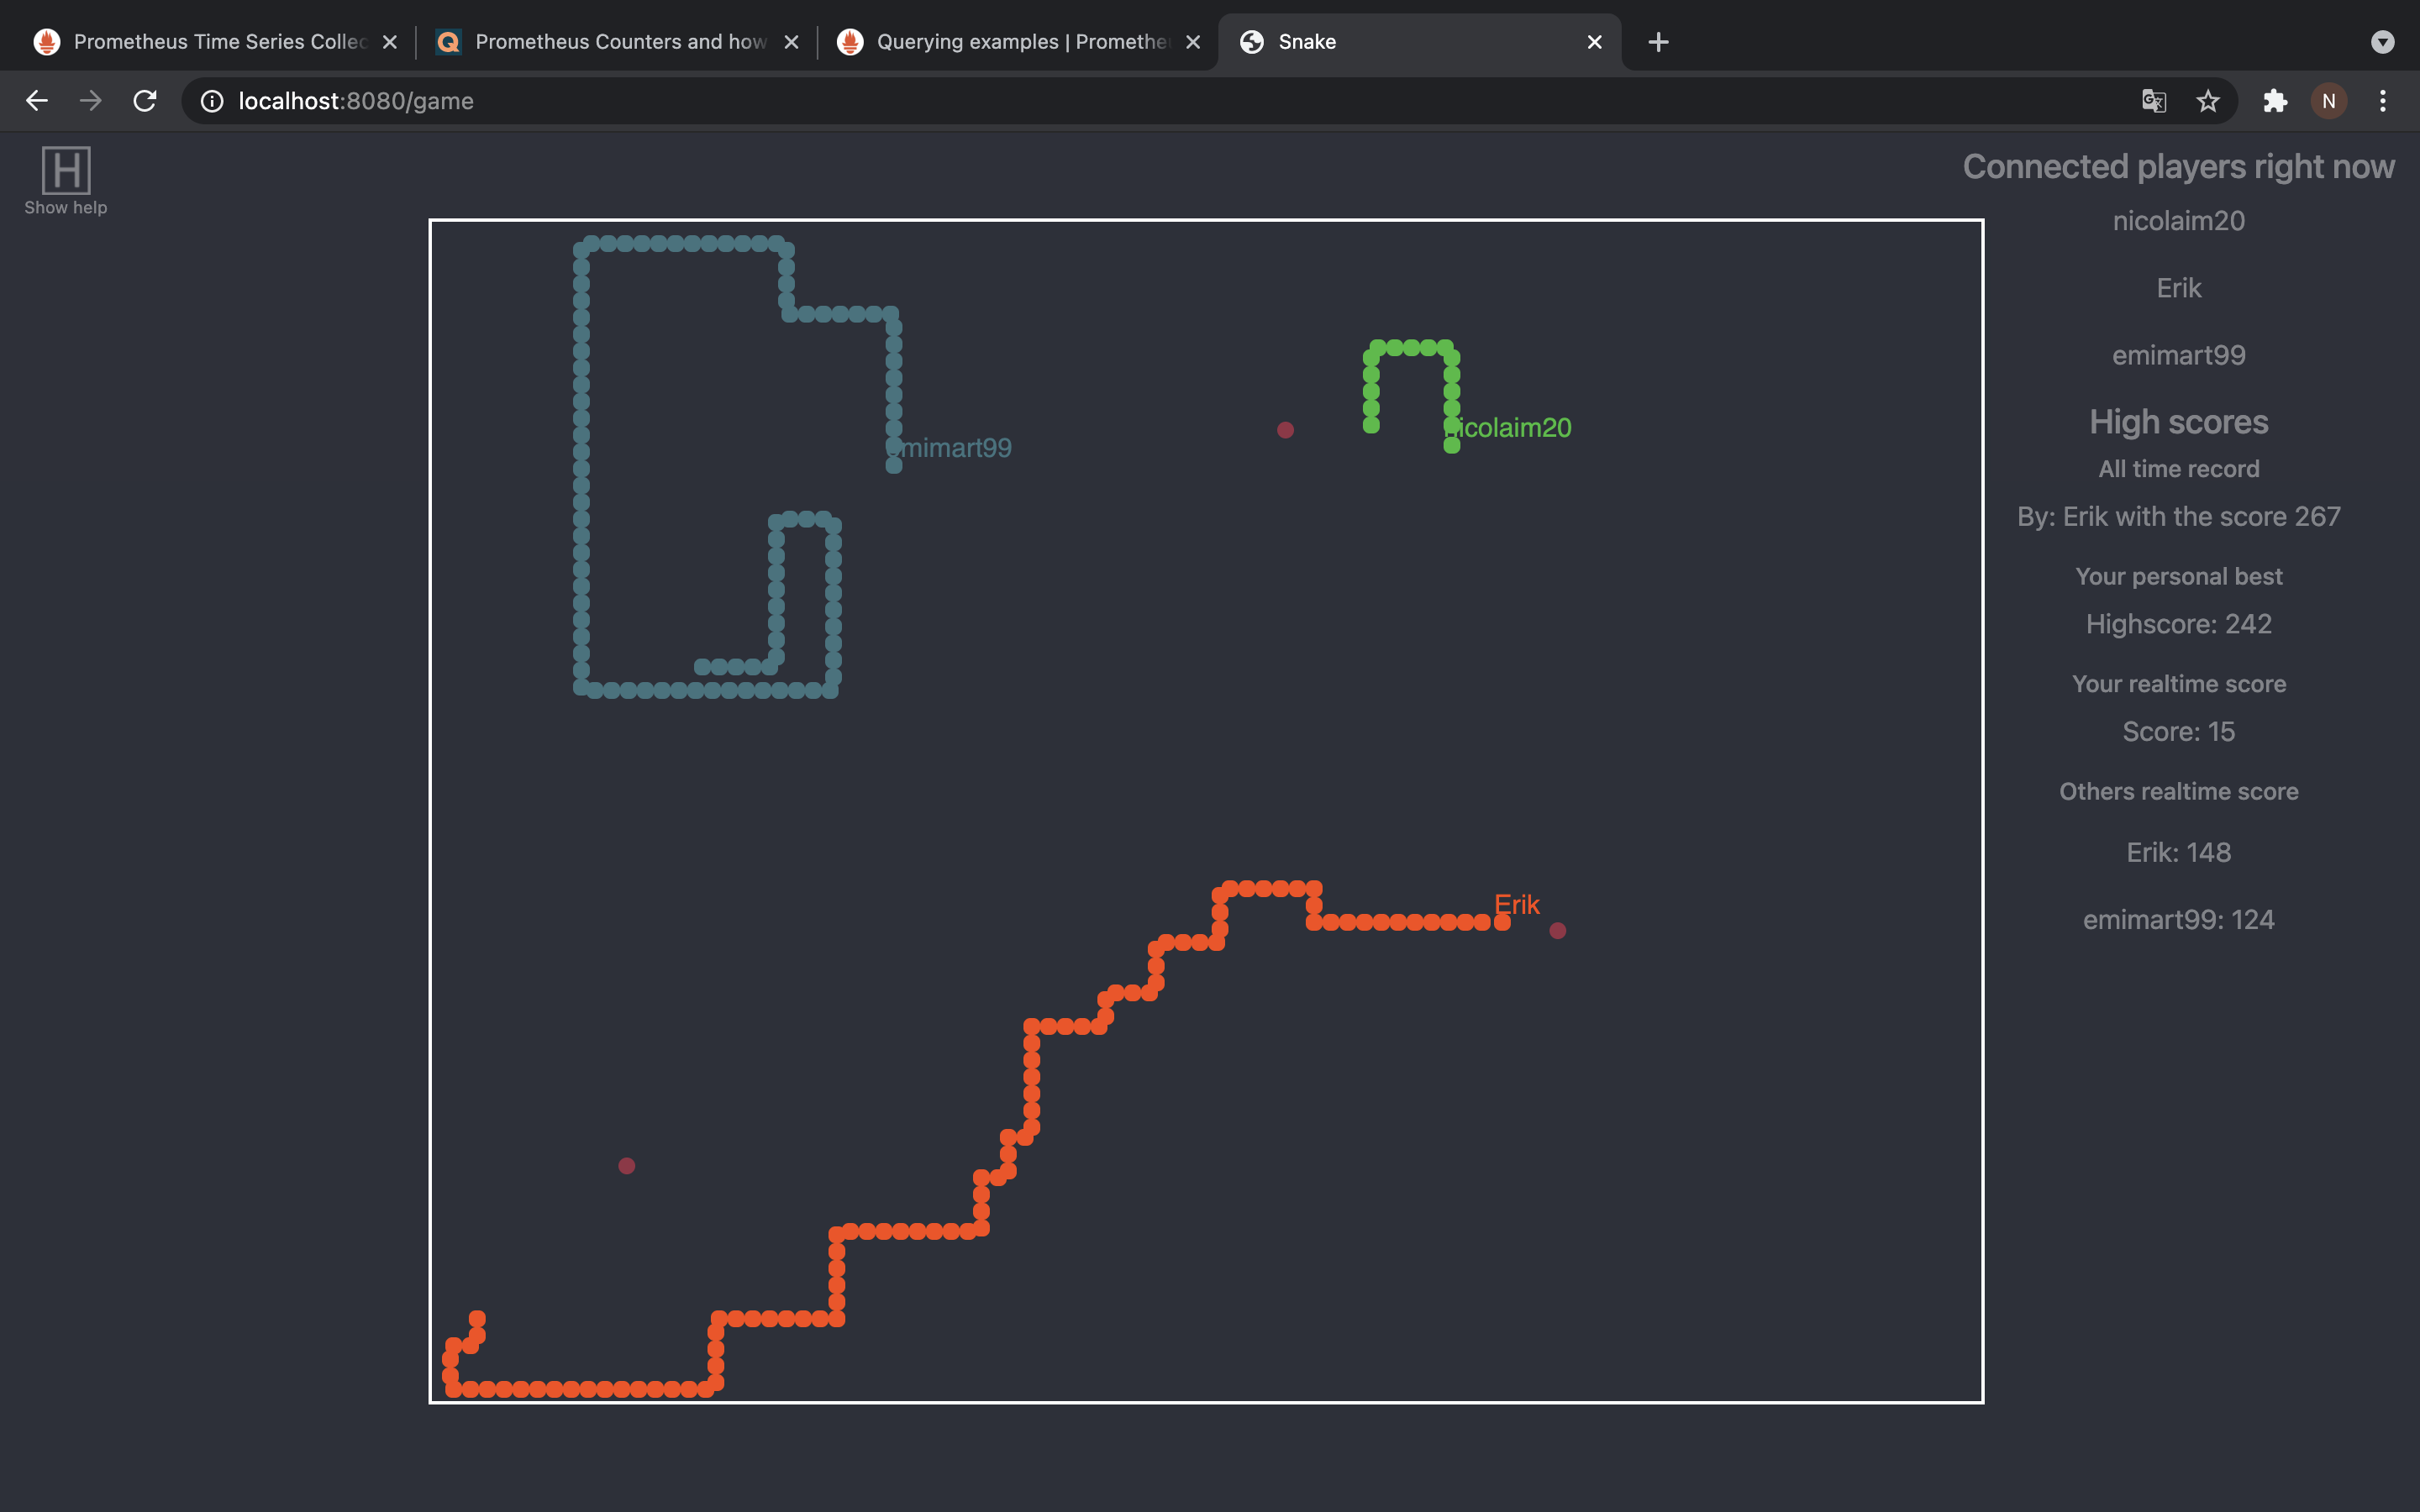 Prometheus Time Series Collec
Prometheus Counters and how
Querying examples | Promethe
Snake
localhost:8080/game
N
H
Show help
Connected players right now
nicolaim20
Erik
emimart99
High scores
All time record
By: Erik with the score 267
Your personal best
Highscore: 242
Your realtime score
Score: 15
Others realtime score
Erik: 148
emimart99: 124
nicolaim20
emimart99
Erik